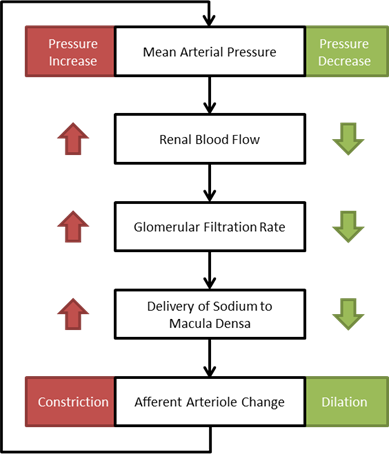 Pressure
Increase
Mean Arterial Pressure
Pressure
Decrease
Renal Blood Flow
Glomerular Filtration Rate
Delivery of Sodium to
Macula Densa
Constriction
Afferent Arteriole Change
Dilation